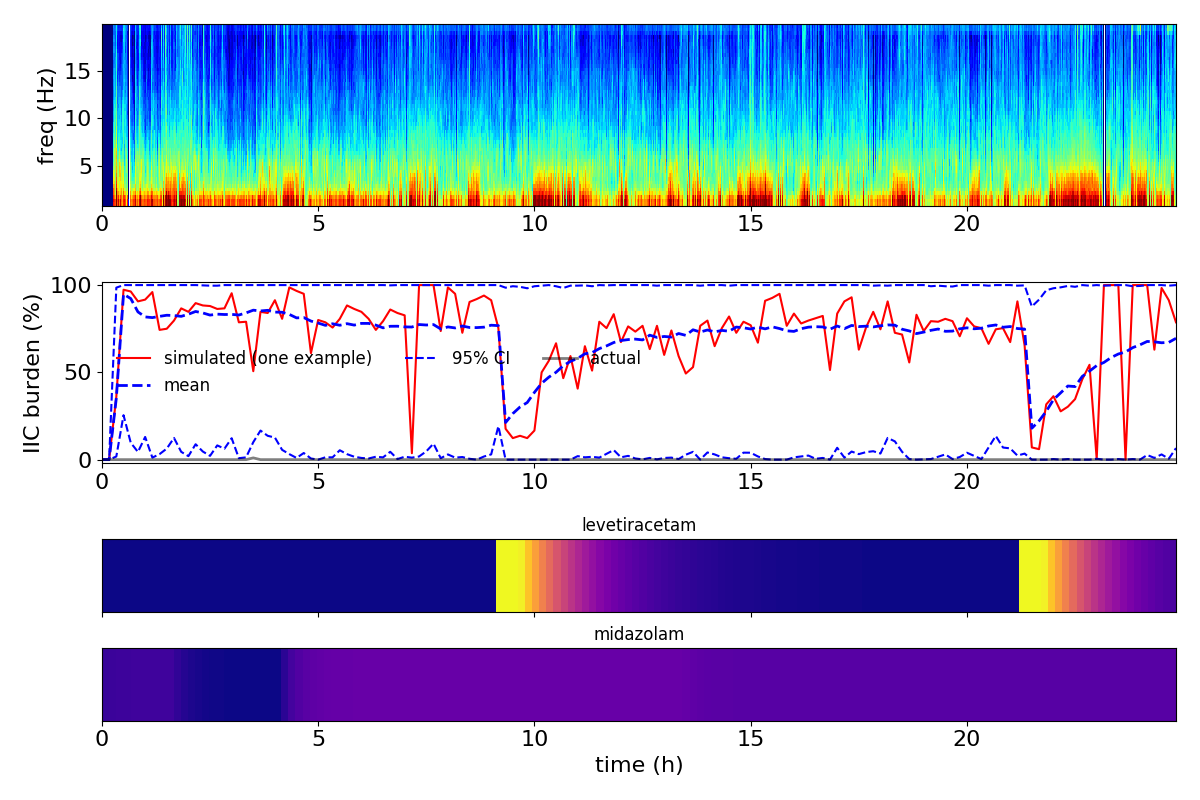 freq (Hz)
15
10
5
0 5 10 15 20
IIC burden (%)
100
50
0
simulated (one example) 95% CI actual
mean
0 5 10 15 20
levetiracetam
midazolam
0 5 10 15 20
time (h)